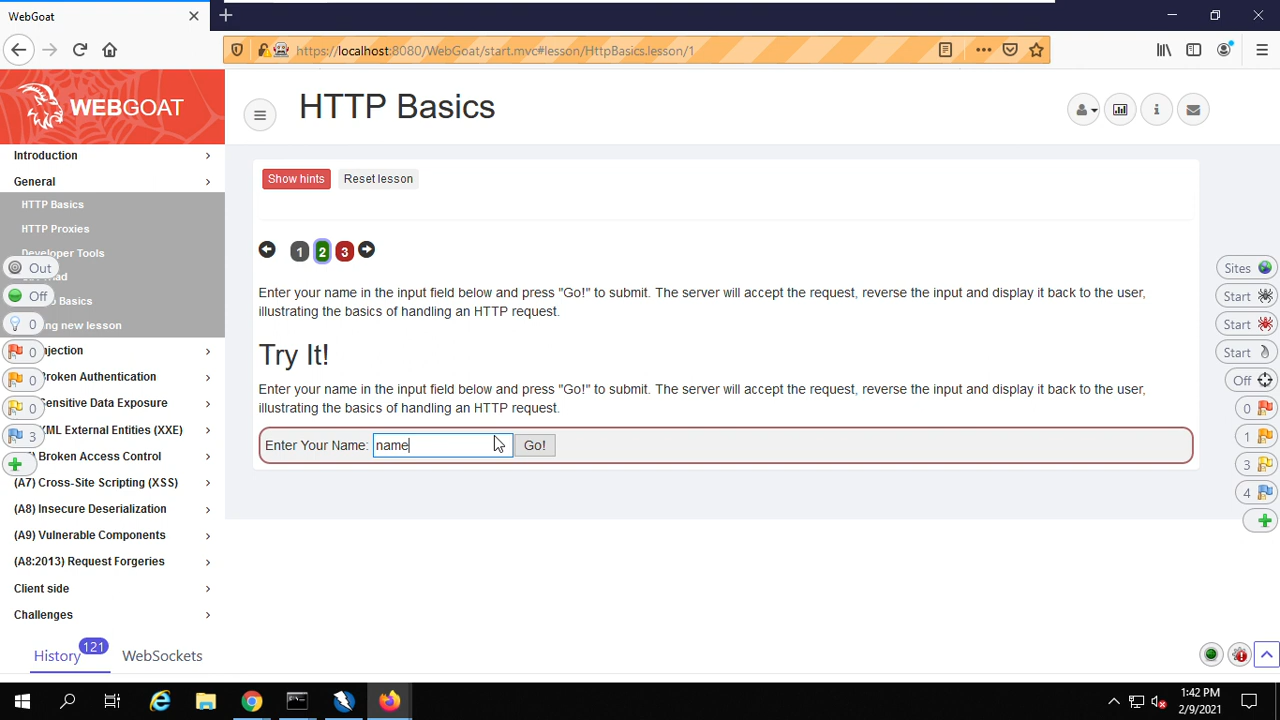 WebGoat
https://localhost:8080/WebGoat/start.mvc#lesson/HttpBasics.lesson/1
WEBGOAT
HTTP Basics
Introduction
General
HTTP Basics
HTTP Proxies
Developer Tools
Out
ad
Off
Basics
0
ng new lesson
0
jection
0
Broken Authentication
0
ensitive Data Exposure
3
XML External Entities (XXE)
Broken Access Control
(A7) Cross-Site Scripting (XSS)
(A8) Insecure Deserialization
(A9) Vulnerable Components
(A8:2013) Request Forgeries
Client side
Challenges
Show hints Reset lesson
1 2 3
Enter your name in the input field below and press "Go!" to submit. The server will accept the request, reverse the input and display it back to the user,
illustrating the basics of handling an HTTP request.
Try It!
Enter your name in the input field below and press "Go!" to submit. The server will accept the request, reverse the input and display it back to the user,
illustrating the basics of handling an HTTP request.
Enter Your Name: name Go!
Sites
Start
Start
Start
Off
0
1
3
4
History 121 WebSockets
1:42 PM
2/9/2021